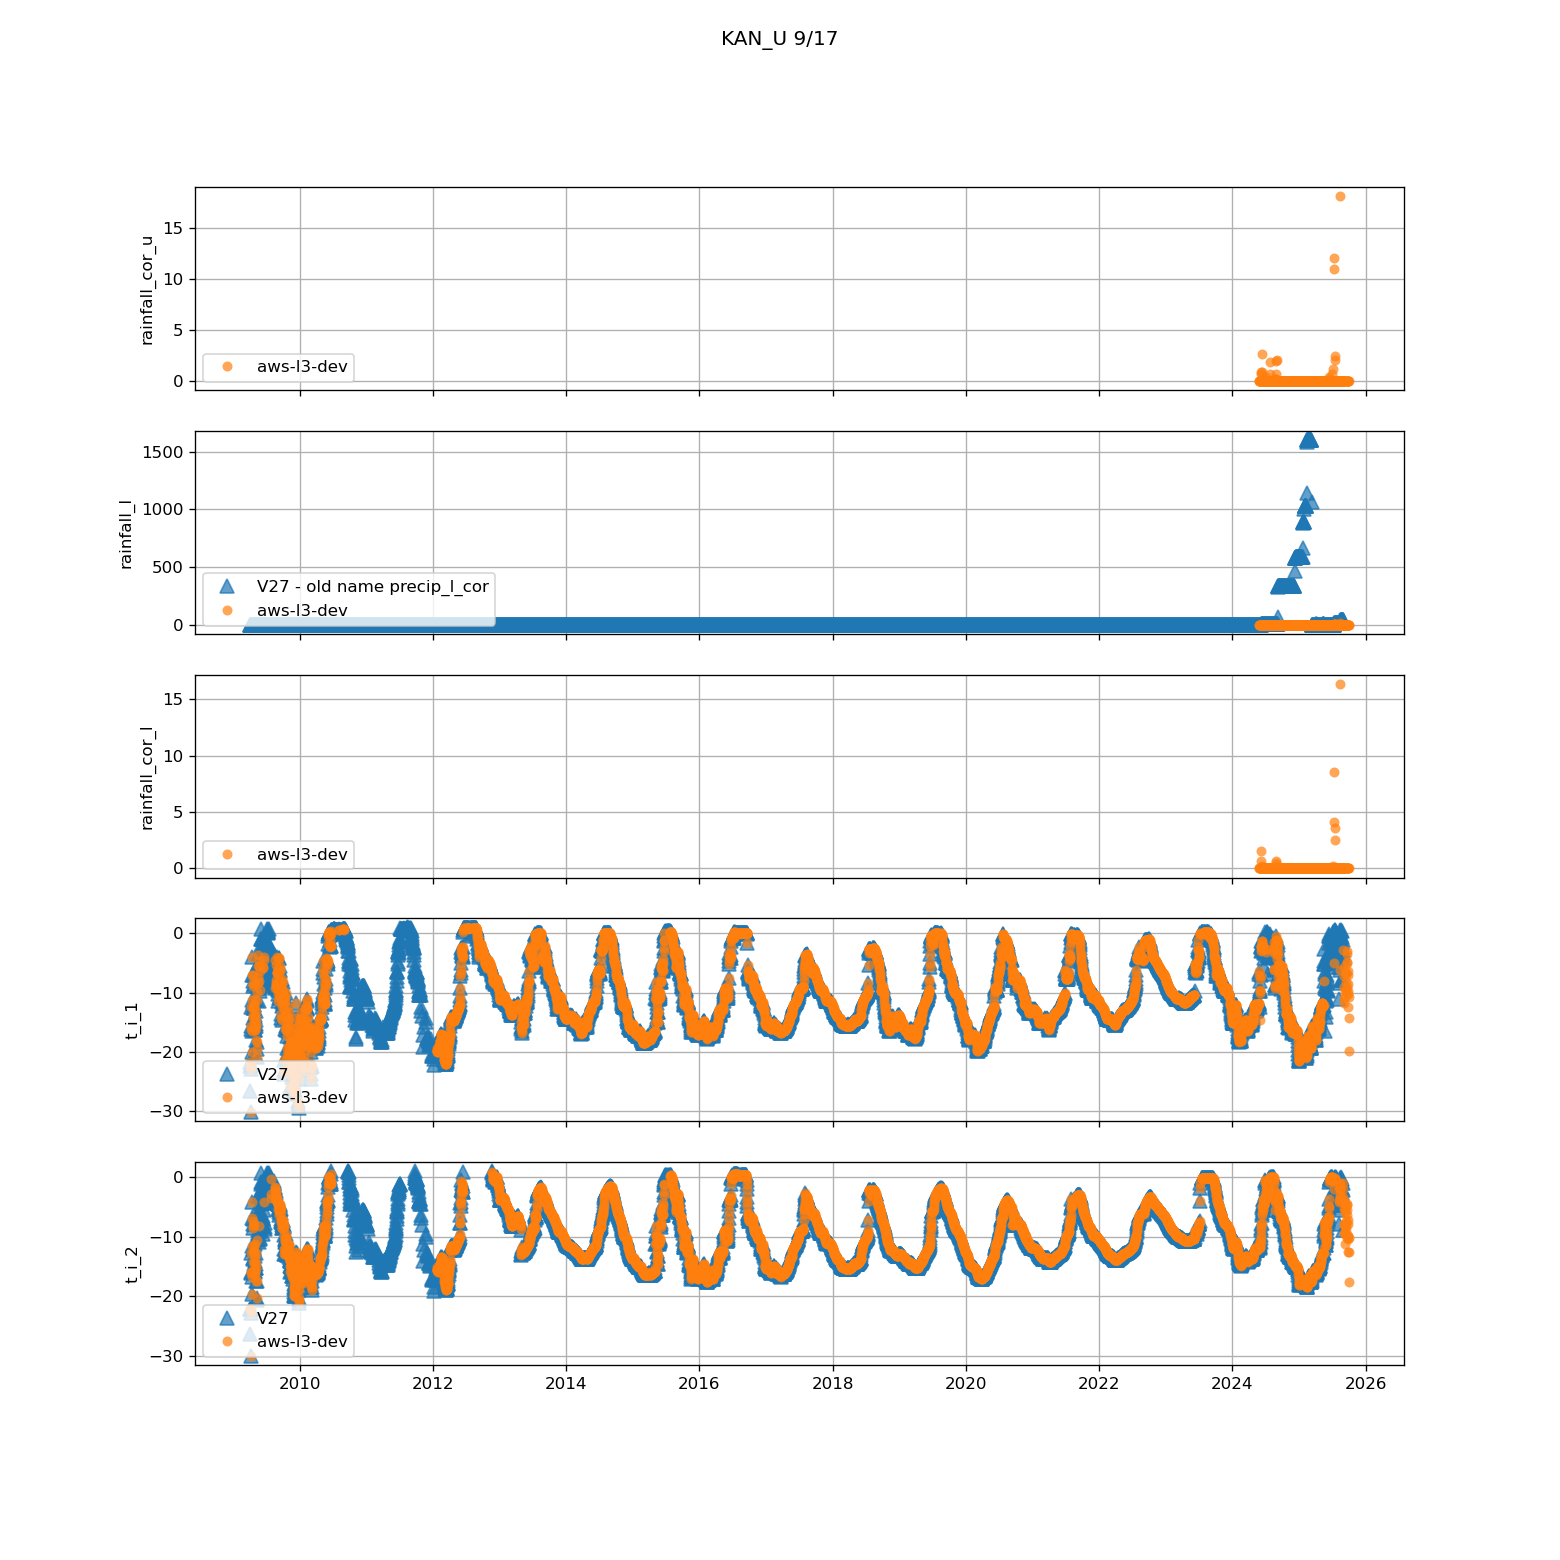 KAN_U 9/17
rainfall_cor_u
15
10
5
0
aws-l3-dev
rainfall_l
1500
1000
500
0
V27 - old name precip_l_cor
aws-l3-dev
rainfall_cor_l
15
10
5
0
aws-l3-dev
t_i_1
0
−10
−20
−30
V27
aws-l3-dev
t_i_2
0
−10
−20
−30
V27
aws-l3-dev
2010 2012 2014 2016 2018 2020 2022 2024 2026